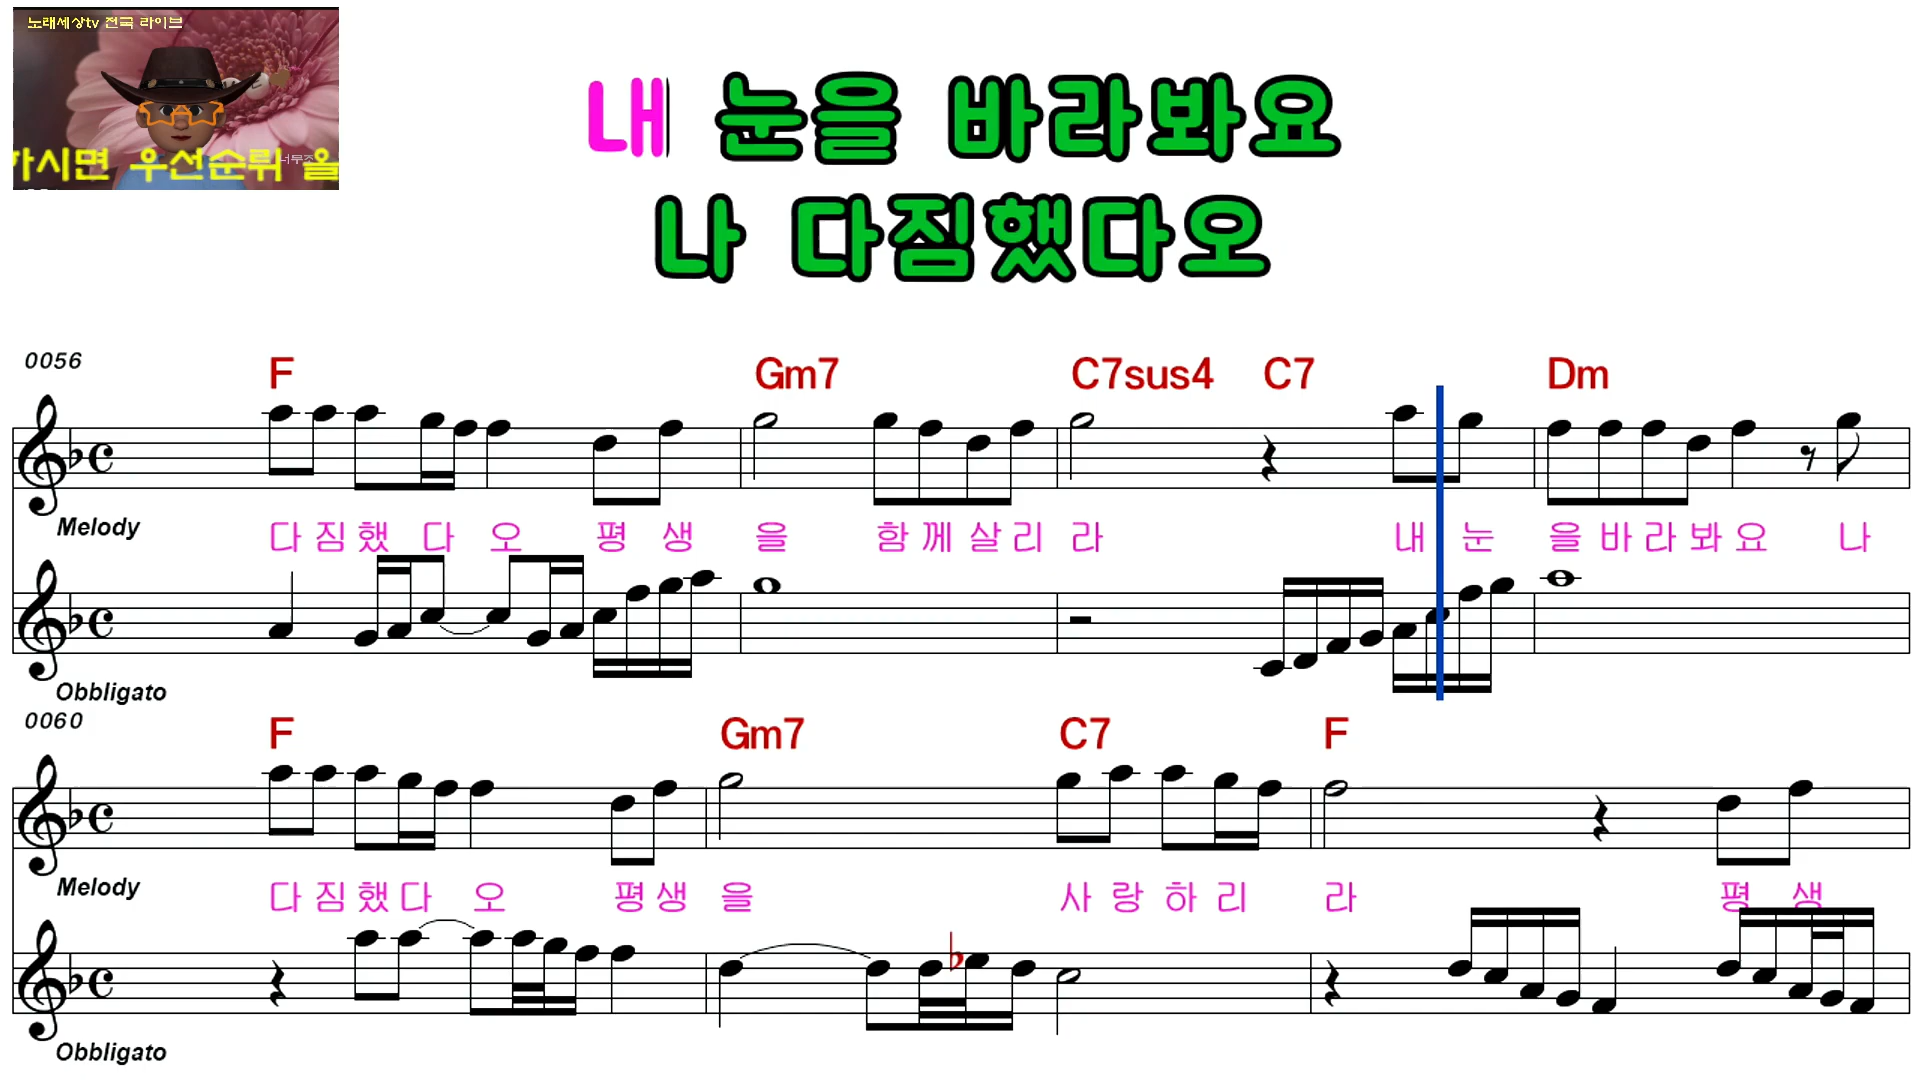 노래세상tv 전국 라이브
하시면 우선순위 올
내 눈을 바라봐요
나 다짐했다오
0056
F Gm7 C7sus4 C7 Dm
Melody
다 짐 했 다 오 평 생 을 함 께 살 리 라 내 눈 을 바 라 봐 요 나
Obbligato
0060
F Gm7 C7 F
Melody
다 짐 했 다 오 평 생 을 사 랑 하 리 라 평 생
Obbligato